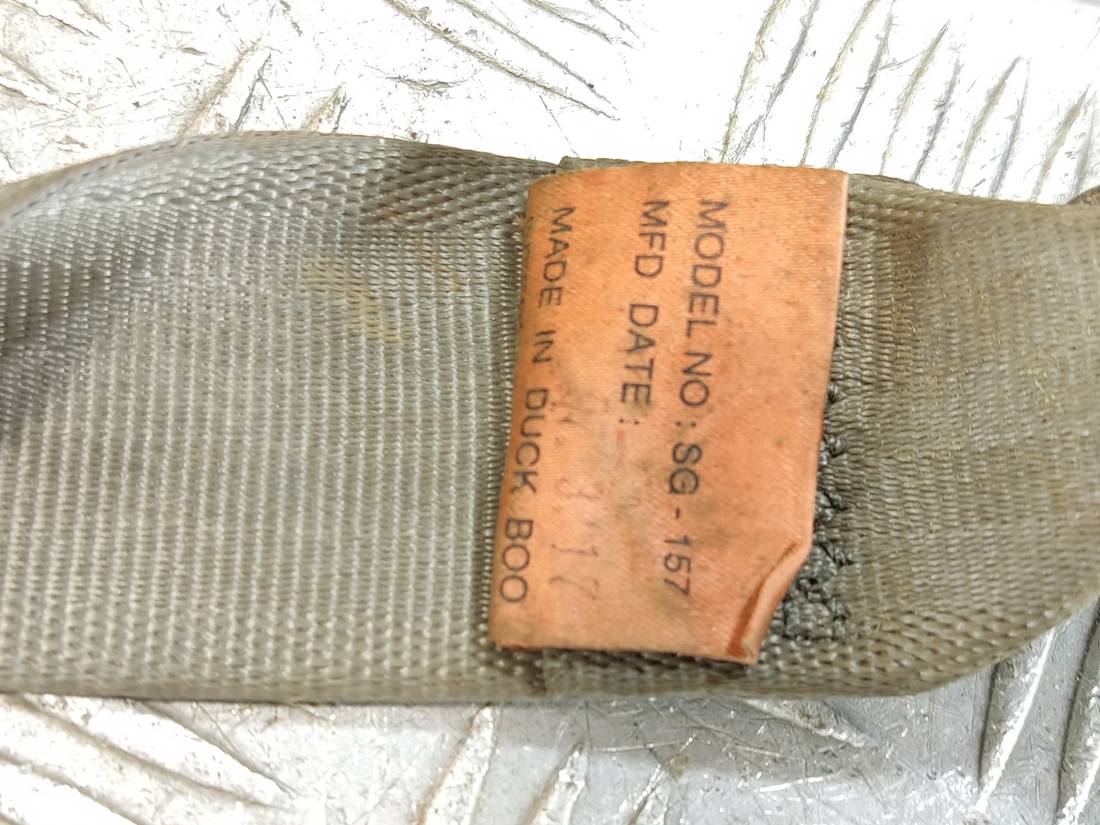 MODEL NO : SG - 157
MFD DATE :
MADE IN DUCK BOO